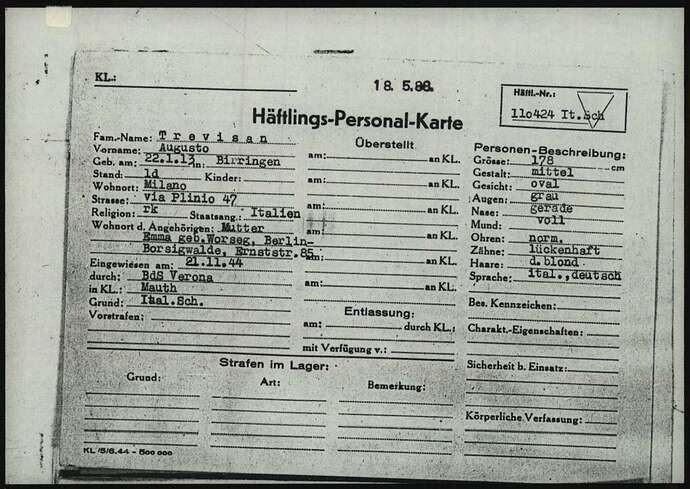 KL.:
18. 5.88.
Häftl.-Nr.:
110424 It.Sch
Häftlings-Personal-Karte
Fam.-Name: Trevisan
Vorname: Augusto
Geb. am: 22.1.13 in: Birringen
Stand: ld Kinder:
Wohnort: Milano
Strasse: via Plinio 47
Religion: rk Staatsang.: Italien
Wohnort d. Angehörigen: Mutter
Emma geb.Worseg, Berlin-
Borsigwalde, Ernststr.85
Eingewiesen am: 21.11.44
durch: BdS Verona
in KL.: Mauth
Grund: Ital.Sch.
Vorstrafen:
Überstellt
am: an KL.
am: an KL.
am: an KL.
am: an KL.
am: an KL.
am: an KL.
Entlassung:
am: durch KL.:
mit Verfügung v.:
Personen-Beschreibung:
Grösse: 178 cm
Gestalt: mittel
Gesicht: oval
Augen: grau
Nase: gerade
Mund: voll
Ohren: norm.
Zähne: lückenhaft
Haare: d.blond
Sprache: ital., deutsch
Bes. Kennzeichen:
Charakt.-Eigenschaften:
Sicherheit b. Einsatz:
Körperliche Verfassung:
Strafen im Lager:
Grund: Art: Bemerkung:
KL/5/6.44 - 500 000